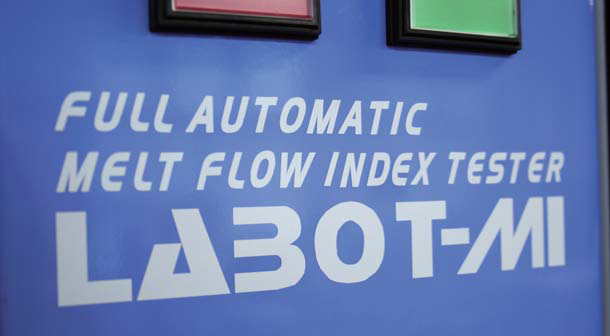 FULL AUTOMATIC
MELT FLOW INDEX TESTER
LABOT-MI